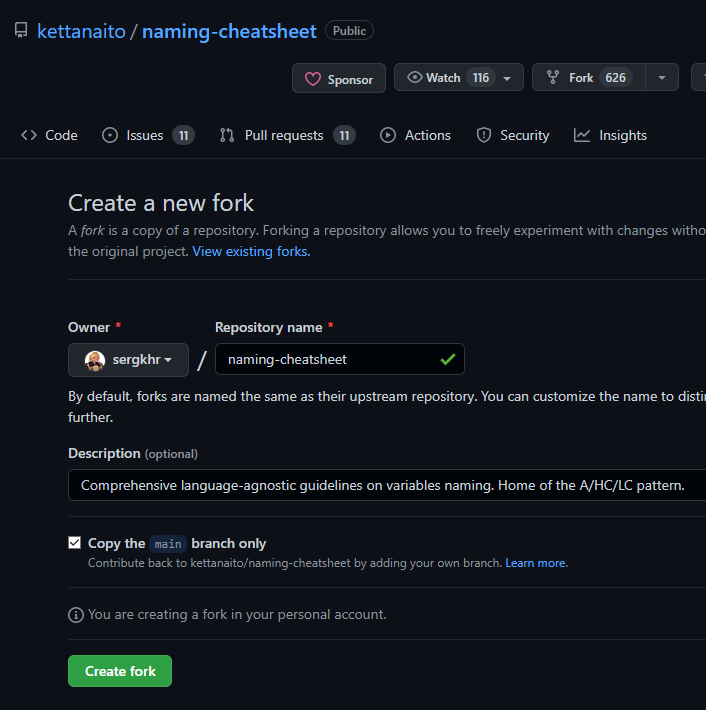 kettanaito / naming-cheatsheet Public
Sponsor Watch 116 Fork 626
Code Issues 11 Pull requests 11 Actions Security Insights
Create a new fork
A fork is a copy of a repository. Forking a repository allows you to freely experiment with changes witho
the original project. View existing forks.
Owner * Repository name *
sergkhr / naming-cheatsheet
By default, forks are named the same as their upstream repository. You can customize the name to distin
further.
Description (optional)
Comprehensive language-agnostic guidelines on variables naming. Home of the A/HC/LC pattern.
Copy the main branch only
Contribute back to kettanaito/naming-cheatsheet by adding your own branch. Learn more.
You are creating a fork in your personal account.
Create fork